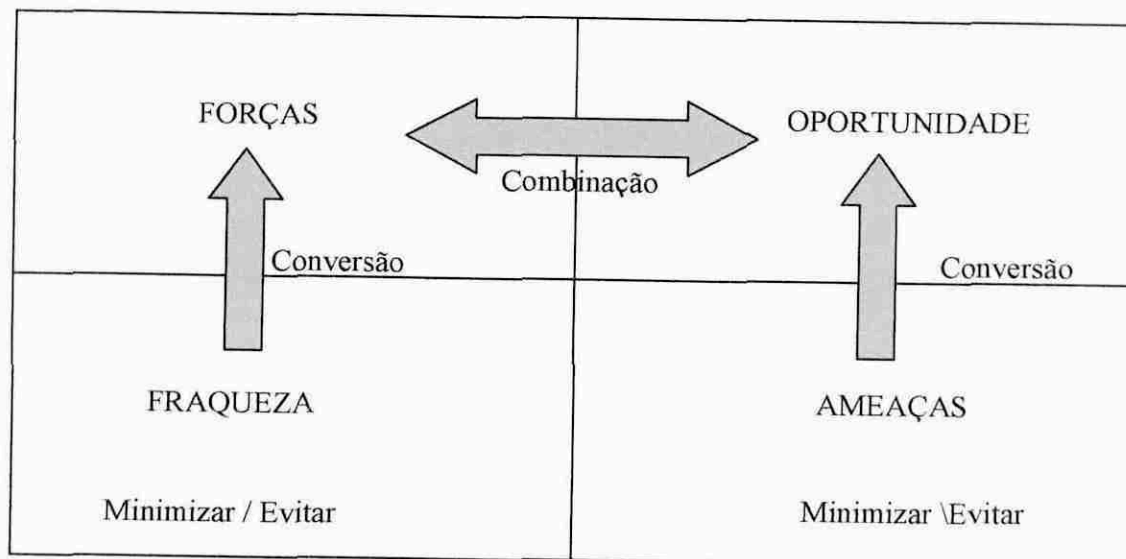 FORÇAS
OPORTUNIDADE
Combinação
Conversão
Conversão
FRAQUEZA
AMEAÇAS
Minimizar / Evitar
Minimizar \Evitar